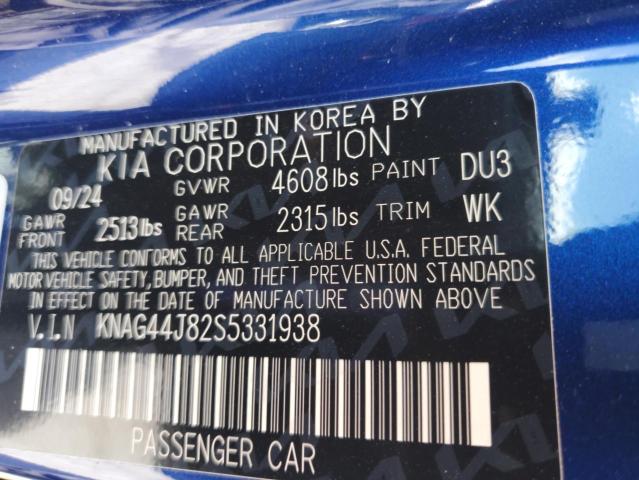 MANUFACTURED IN KOREA BY
KIA CORPORATION
09/24 GVWR 4608 lbs PAINT DU3
GAWR FRONT 2513 lbs GAWR REAR 2315 lbs TRIM WK
THIS VEHICLE CONFORMS TO ALL APPLICABLE U.S.A. FEDERAL
MOTOR VEHICLE SAFETY, BUMPER, AND THEFT PREVENTION STANDARDS
IN EFFECT ON THE DATE OF MANUFACTURE SHOWN ABOVE
V.I.N KNAG44J82S5331938
PASSENGER CAR